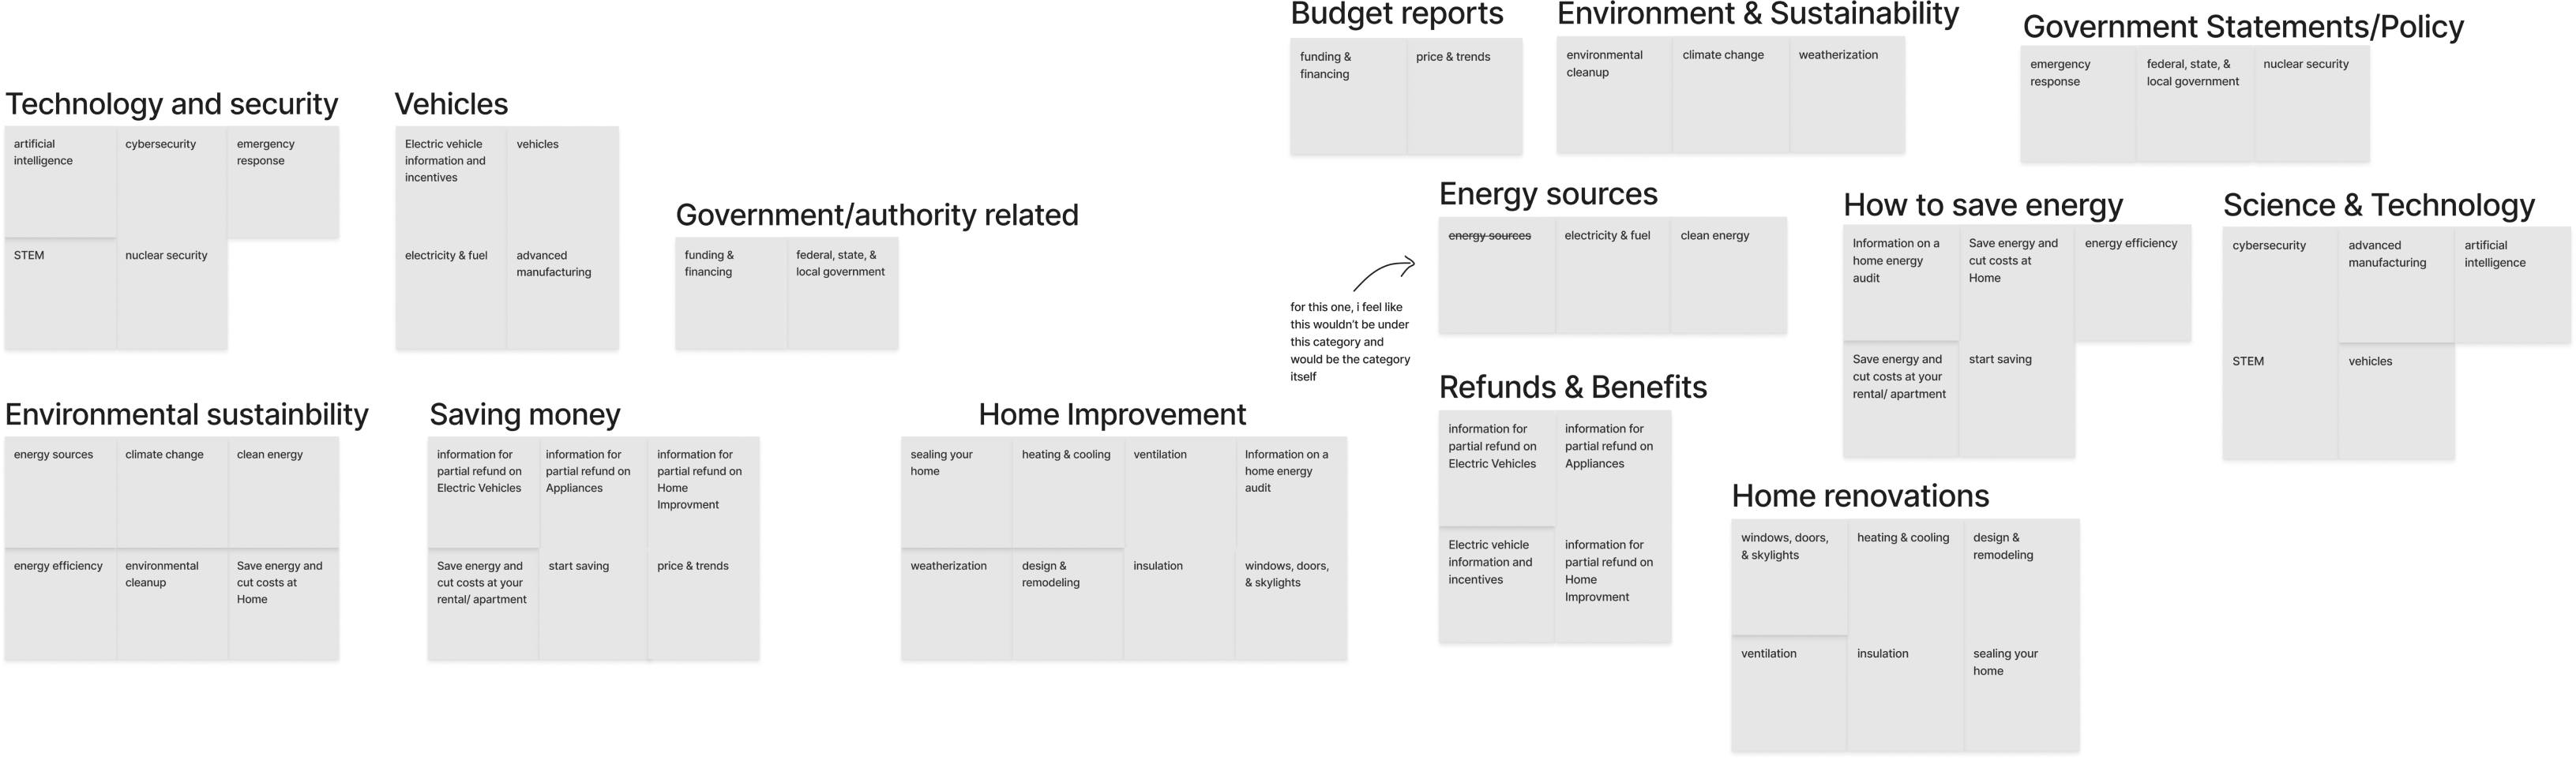 Technology and security
artificial
intelligence
cybersecurity
emergency
response
STEM
nuclear security
Vehicles
Electric vehicle
information and
incentives
vehicles
electricity & fuel
advanced
manufacturing
Government/authority related
funding &
financing
federal, state, &
local government
Environmental sustainbility
energy sources
climate change
clean energy
energy efficiency
environmental
cleanup
Save energy and
cut costs at
Home
Saving money
information for
partial refund on
Electric Vehicles
information for
partial refund on
Appliances
information for
partial refund on
Home
Improvment
Save energy and
cut costs at your
rental/ apartment
start saving
price & trends
Home Improvement
sealing your
home
heating & cooling
ventilation
Information on a
home energy
audit
weatherization
design &
remodeling
insulation
windows, doors,
& skylights
Budget reports
funding &
financing
price & trends
Environment & Sustainability
environmental
cleanup
climate change
weatherization
Government Statements/Policy
emergency
response
federal, state, &
local government
nuclear security
Energy sources
energy sources
electricity & fuel
clean energy
for this one, i feel like
this wouldn't be under
this category and
would be the category
itself
How to save energy
Information on a
home energy
audit
Save energy and
cut costs at
Home
energy efficiency
Save energy and
cut costs at your
rental/ apartment
start saving
Science & Technology
cybersecurity
advanced
manufacturing
artificial
intelligence
STEM
vehicles
Refunds & Benefits
information for
partial refund on
Electric Vehicles
information for
partial refund on
Appliances
Electric vehicle
information and
incentives
information for
partial refund on
Home
Improvment
Home renovations
windows, doors,
& skylights
heating & cooling
design &
remodeling
ventilation
insulation
sealing your
home